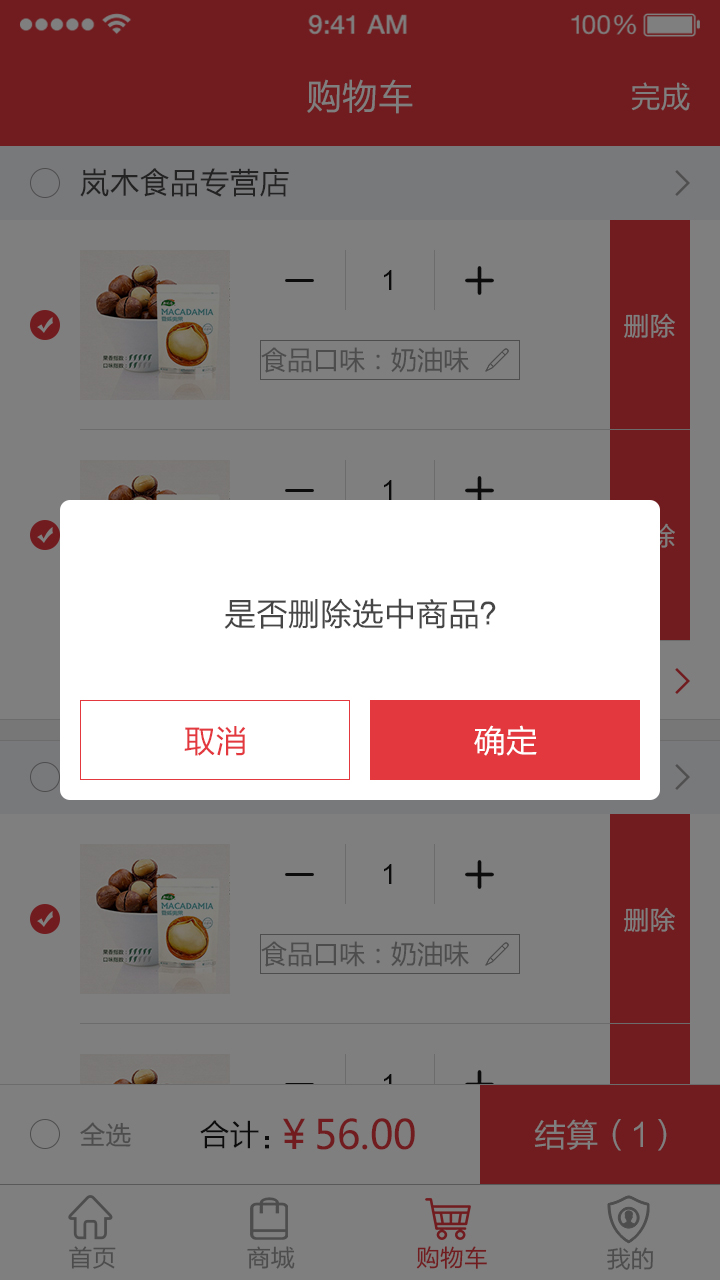 9:41 AM
100%
购物车
完成
岚木食品专营店
1
MACADAMIA
食品口味：奶油味
删除
1
除
是否删除选中商品?
取消
确定
1
MACADAMIA
食品口味：奶油味
删除
1
全选
合计：¥ 56.00
结算（1）
首页
商城
购物车
我的